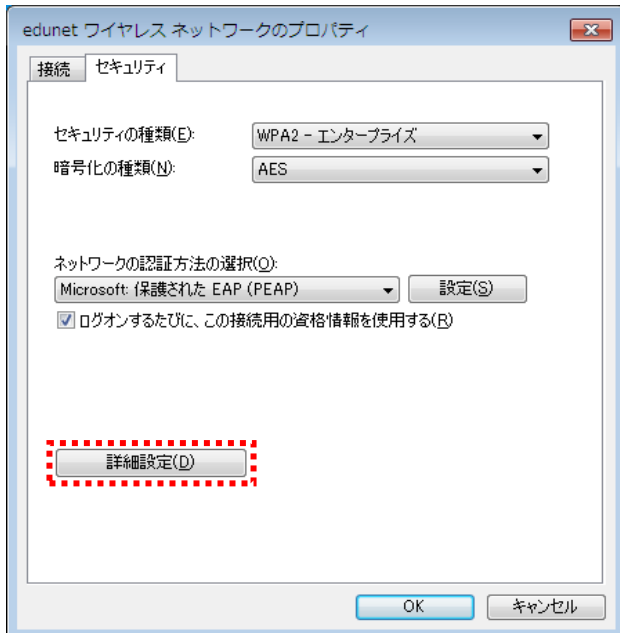 edunet ワイヤレス ネットワークのプロパティ
接続 セキュリティ
セキュリティの種類(E): WPA2 - エンタープライズ
暗号化の種類(N): AES
ネットワークの認証方法の選択(O):
Microsoft: 保護された EAP (PEAP) 設定(S)
ログオンするたびに、この接続用の資格情報を使用する(R)
詳細設定(D)
OK キャンセル